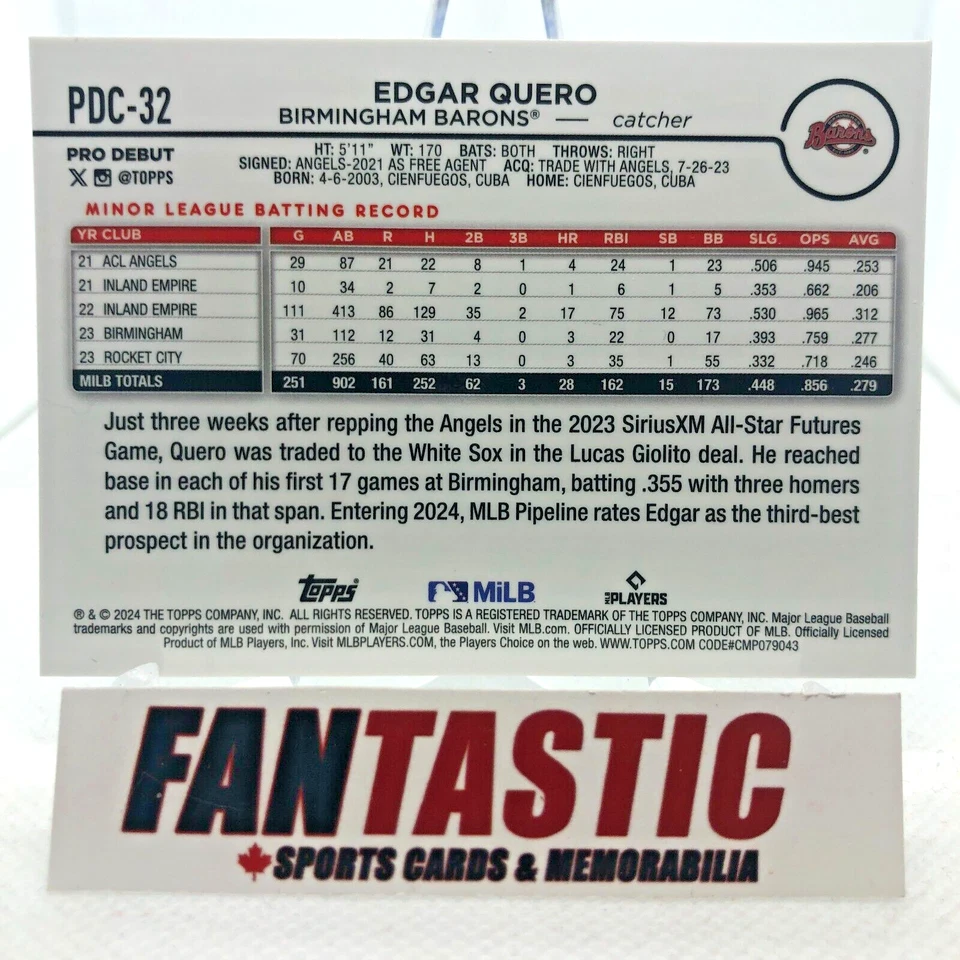 PDC-32
EDGAR QUERO
BIRMINGHAM BARONS® — catcher
Barons
PRO DEBUT
X @TOPPS
HT: 5'11" WT: 170 BATS: BOTH THROWS: RIGHT
SIGNED: ANGELS-2021 AS FREE AGENT ACQ: TRADE WITH ANGELS, 7-26-23
BORN: 4-6-2003, CIENFUEGOS, CUBA HOME: CIENFUEGOS, CUBA
MINOR LEAGUE BATTING RECORD
YR CLUB G AB R H 2B 3B HR RBI SB BB SLG OPS AVG
21 ACL ANGELS 29 87 21 22 8 1 4 24 1 23 .506 .945 .253
21 INLAND EMPIRE 10 34 2 7 2 0 1 6 1 5 .353 .662 .206
22 INLAND EMPIRE 111 413 86 129 35 2 17 75 12 73 .530 .965 .312
23 BIRMINGHAM 31 112 12 31 4 0 3 22 0 17 .393 .759 .277
23 ROCKET CITY 70 256 40 63 13 0 3 35 1 55 .332 .718 .246
MILB TOTALS 251 902 161 252 62 3 28 162 15 173 .448 .856 .279
Just three weeks after repping the Angels in the 2023 SiriusXM All-Star Futures
Game, Quero was traded to the White Sox in the Lucas Giolito deal. He reached
base in each of his first 17 games at Birmingham, batting .355 with three homers
and 18 RBI in that span. Entering 2024, MLB Pipeline rates Edgar as the third-best
prospect in the organization.
Topps MiLB MLB PLAYERS
® & © 2024 THE TOPPS COMPANY, INC. ALL RIGHTS RESERVED. TOPPS IS A REGISTERED TRADEMARK OF THE TOPPS COMPANY, INC. Major League Baseball
trademarks and copyrights are used with permission of Major League Baseball. Visit MLB.com. OFFICIALLY LICENSED PRODUCT OF MLB. Officially Licensed
Product of MLB Players, Inc. Visit MLBPLAYERS.COM, the Players Choice on the web. WWW.TOPPS.COM CODE#CMP079043
FANTASTIC
SPORTS CARDS & MEMORABILIA